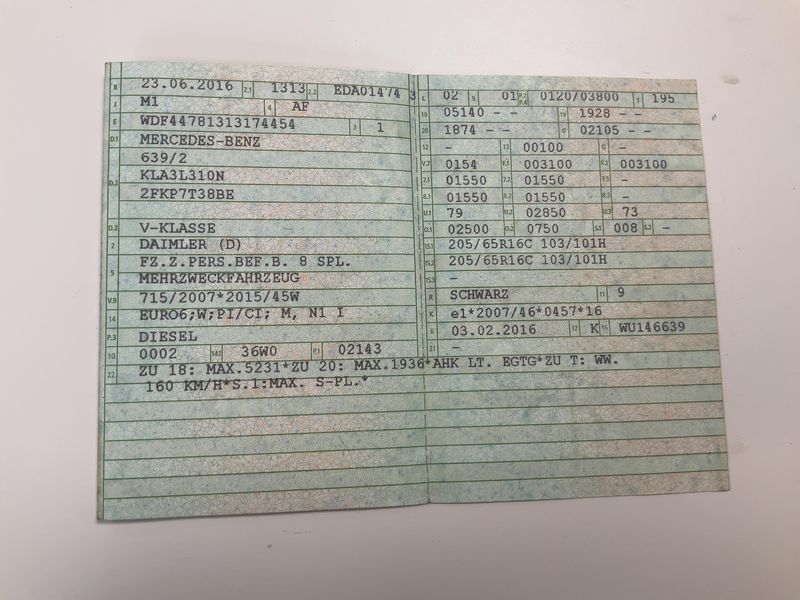 B 23.06.2016 2.1 1313 2.2 EDA01474 3
J M1 4 AF
E WDF44781313174454 3 1
D.1 MERCEDES-BENZ
639/2
D.2 KLA3L310N
2FKP7T38BE
D.3 V-KLASSE
2 DAIMLER (D)
5 FZ.Z.PERS.BEF.B. 8 SPL.
MEHRZWECKFAHRZEUG
V.9 715/2007*2015/45W
14 EURO6;W;PI/CI; M, N1 I
P.3 DIESEL
10 0002 14.1 36W0 P.1 02143
L 02 9 01 P.2 P.4 0120/03800 T 195
18 05140 - - 19 1928 - -
20 1874 - - G 02105 - -
12 - 13 00100 Q -
V.7 0154 F.1 003100 F.2 003100
7.1 01550 7.2 01550 7.3 -
8.1 01550 8.2 01550 8.3 -
U.1 79 U.2 02850 U.3 73
O.1 02500 O.2 0750 S.1 008 S.2 -
15.1 205/65R16C 103/101H
15.2 205/65R16C 103/101H
15.3 -
R SCHWARZ 11 9
K e1*2007/46*0457*16
6 03.02.2016 17 K 16 WU146639
21 -
22 ZU 18: MAX.5231*ZU 20: MAX.1936*AHK LT. EGTG*ZU T: WW.
160 KM/H*S.1:MAX. S-PL.*